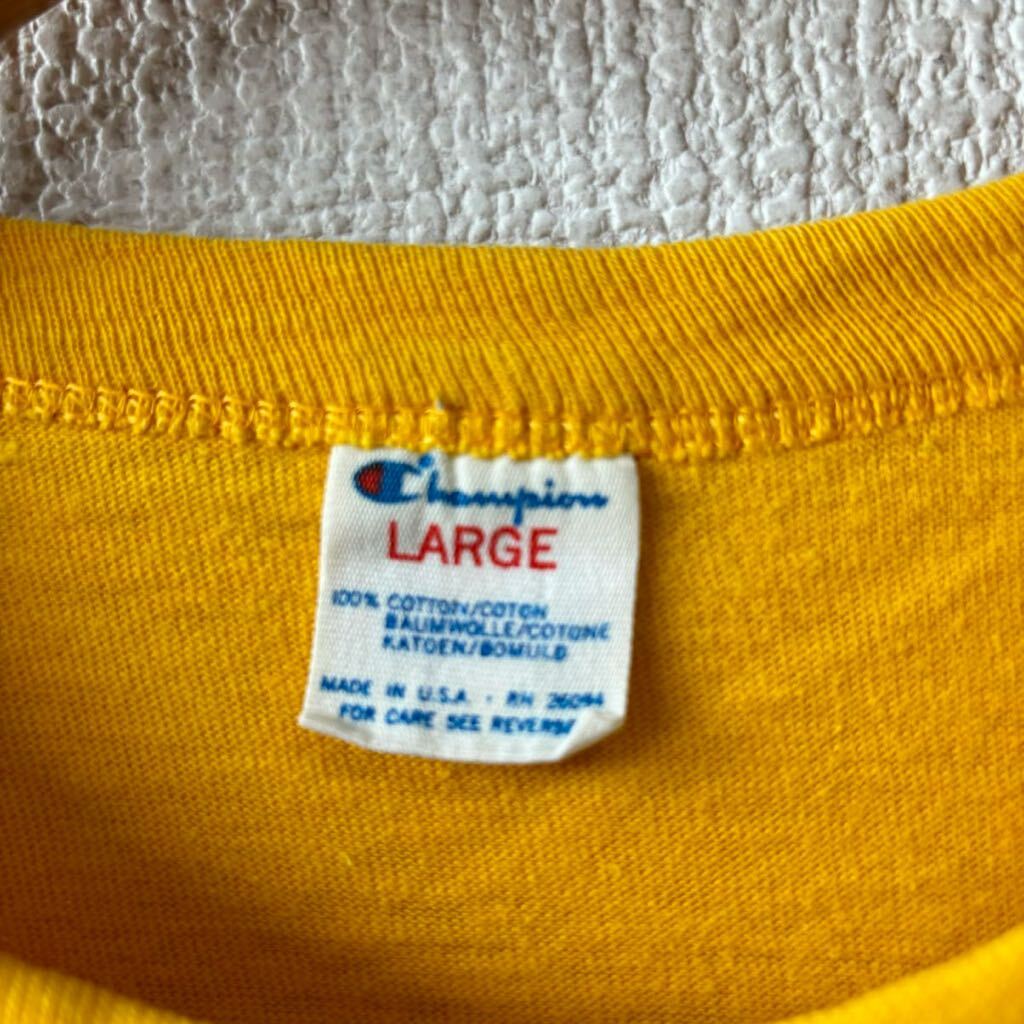 Champion
LARGE
100% COTTON/COTON
BAUMWOLLE/COTONE
KATOEN/BOMULD
MADE IN U.S.A. · RN 26094
FOR CARE SEE REVERSE